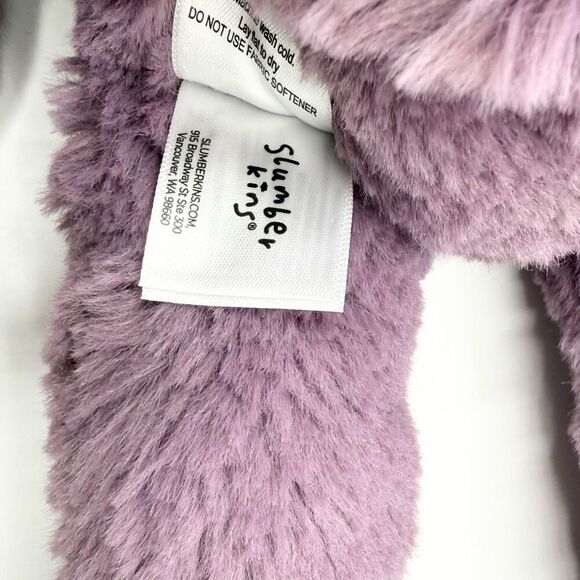 wash cold.
Lay flat to dry
DO NOT USE FABRIC SOFTENER
slumber
kins®
SLUMBERKINS.COM
915 Broadway St Ste 300
Vancouver, WA 98660